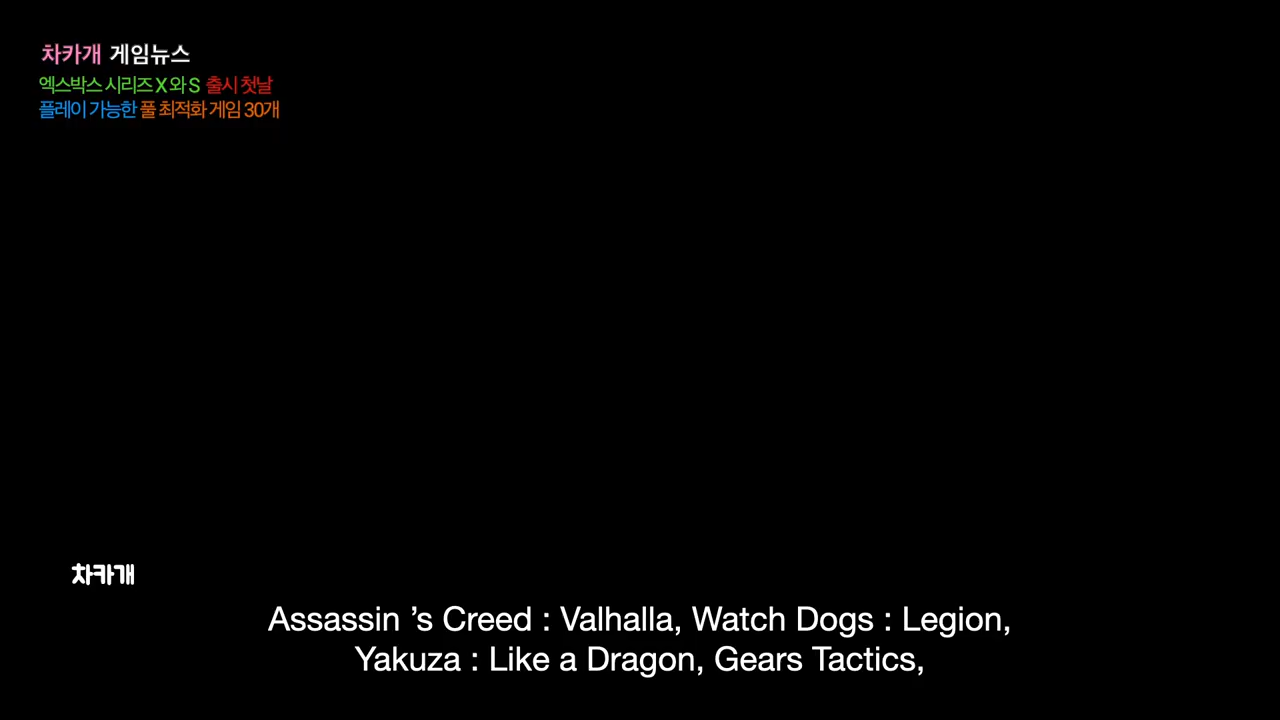 차카개 게임뉴스
엑스박스 시리즈 X 와 S 출시 첫날
플레이 가능한 풀 최적화 게임 30개
차카개
Assassin ’s Creed : Valhalla, Watch Dogs : Legion,
Yakuza : Like a Dragon, Gears Tactics,